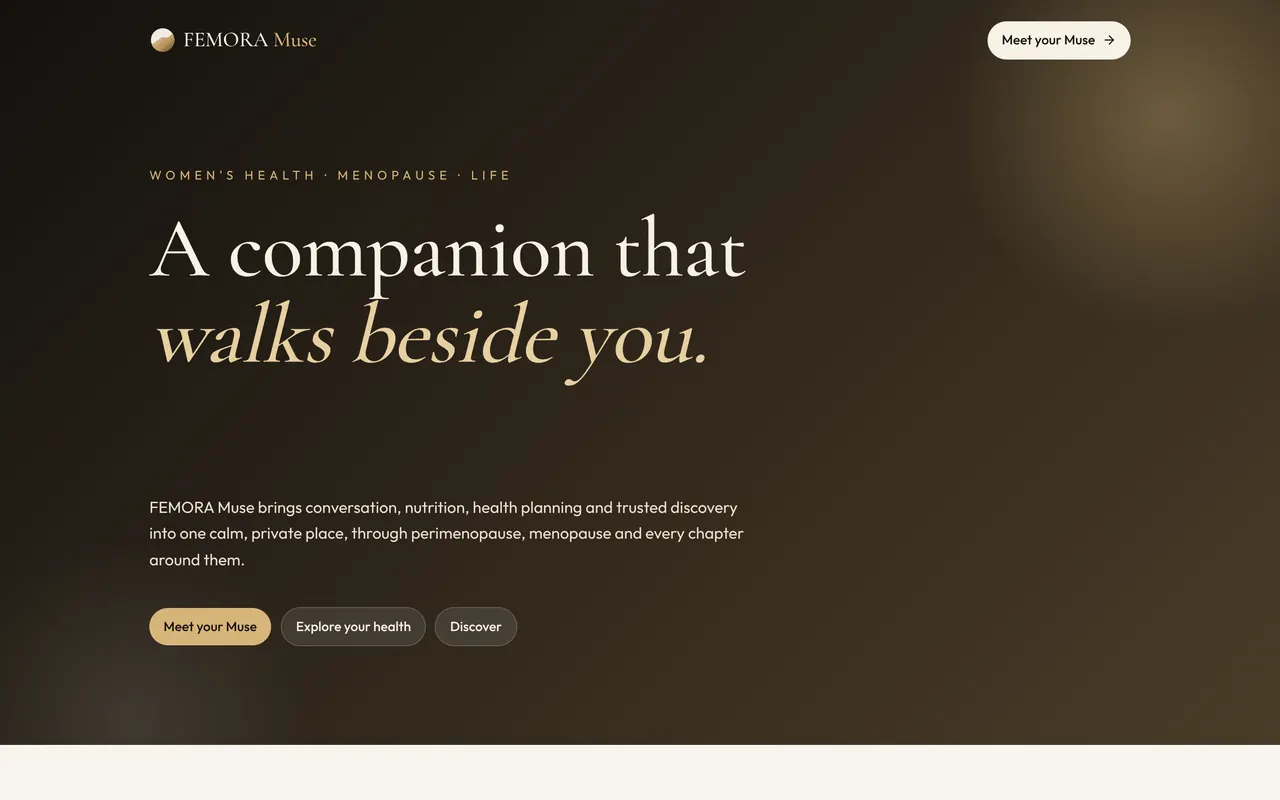 FEMORA Muse
Meet your Muse →
WOMEN'S HEALTH · MENOPAUSE · LIFE
A companion that
walks beside you.
FEMORA Muse brings conversation, nutrition, health planning and trusted discovery
into one calm, private place, through perimenopause, menopause and every chapter
around them.
Meet your Muse
Explore your health
Discover